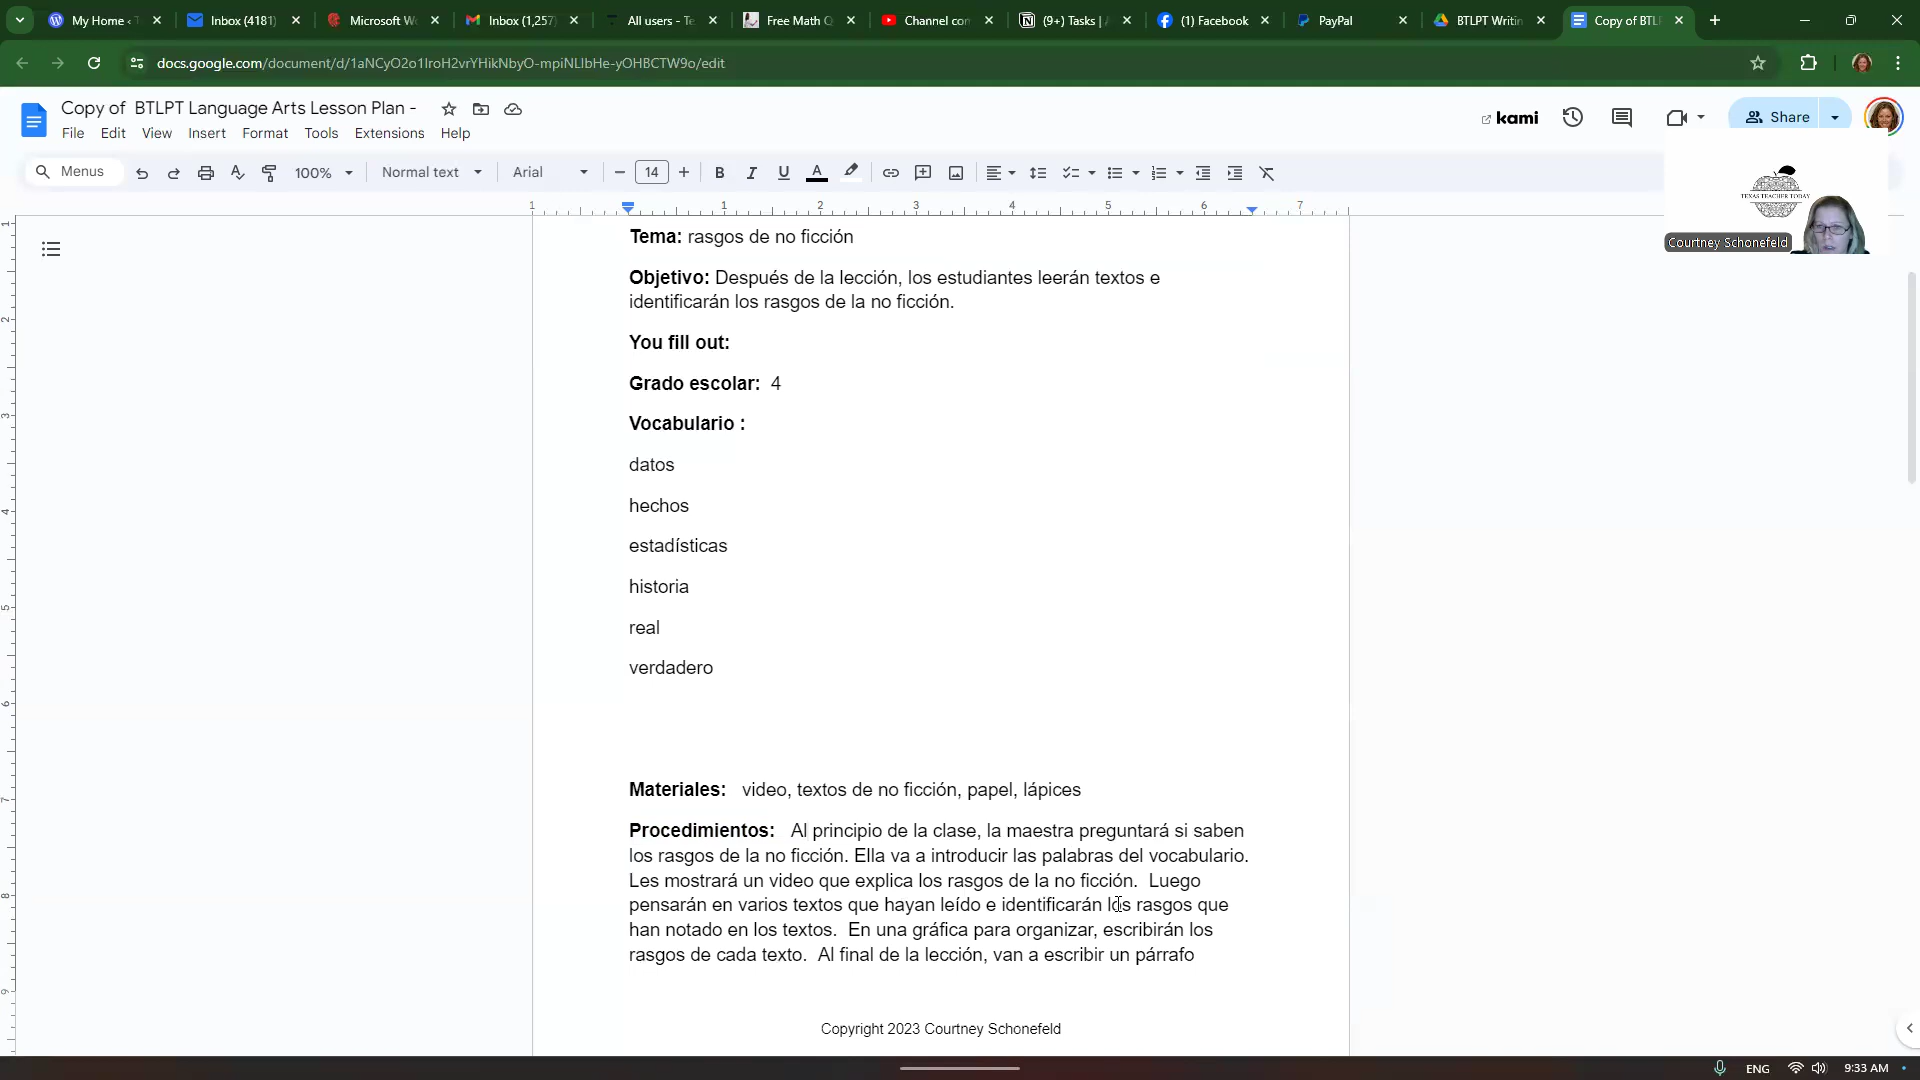 My Home ‹ T
Inbox (4181)
Microsoft Wo
Inbox (1,257)
All users - Te
Free Math Q
Channel con
(9+) Tasks | A
(1) Facebook
PayPal
BTLPT Writin
Copy of BTL
docs.google.com/document/d/1aNCyO2o1lroH2vrYHikNbyO-mpiNLlbHe-yOHBCTW9o/edit
Copy of BTLPT Language Arts Lesson Plan -
kami
Share
File Edit View Insert Format Tools Extensions Help
Menus 100% Normal text Arial 14
TEXAS TEACHER TODAY
Courtney Schonefeld
Tema: rasgos de no ficción
Objetivo: Después de la lección, los estudiantes leerán textos e
identificarán los rasgos de la no ficción.
You fill out:
Grado escolar: 4
Vocabulario :
datos
hechos
estadísticas
historia
real
verdadero
Materiales: video, textos de no ficción, papel, lápices
Procedimientos: Al principio de la clase, la maestra preguntará si saben
los rasgos de la no ficción. Ella va a introducir las palabras del vocabulario.
Les mostrará un video que explica los rasgos de la no ficción. Luego
pensarán en varios textos que hayan leído e identificarán los rasgos que
han notado en los textos. En una gráfica para organizar, escribirán los
rasgos de cada texto. Al final de la lección, van a escribir un párrafo
Copyright 2023 Courtney Schonefeld
ENG 9:33 AM